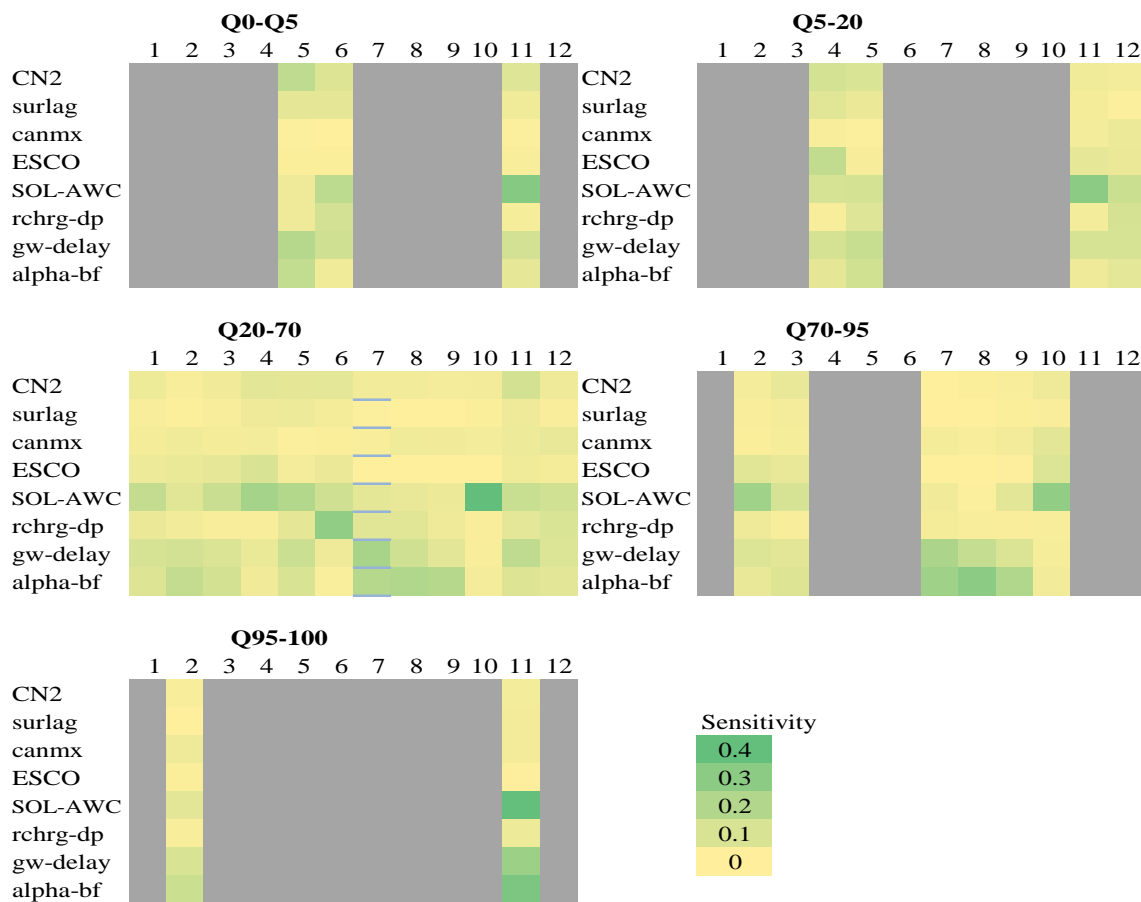 Q0-Q5
1 2 3 4 5 6 7 8 9 10 11 12
CN2
surlag
canmx
ESCO
SOL-AWC
rchrg-dp
gw-delay
alpha-bf
Q5-20
1 2 3 4 5 6 7 8 9 10 11 12
CN2
surlag
canmx
ESCO
SOL-AWC
rchrg-dp
gw-delay
alpha-bf
Q20-70
1 2 3 4 5 6 7 8 9 10 11 12
CN2
surlag
canmx
ESCO
SOL-AWC
rchrg-dp
gw-delay
alpha-bf
Q70-95
1 2 3 4 5 6 7 8 9 10 11 12
CN2
surlag
canmx
ESCO
SOL-AWC
rchrg-dp
gw-delay
alpha-bf
Q95-100
1 2 3 4 5 6 7 8 9 10 11 12
CN2
surlag
canmx
ESCO
SOL-AWC
rchrg-dp
gw-delay
alpha-bf
Sensitivity
0.4
0.3
0.2
0.1
0